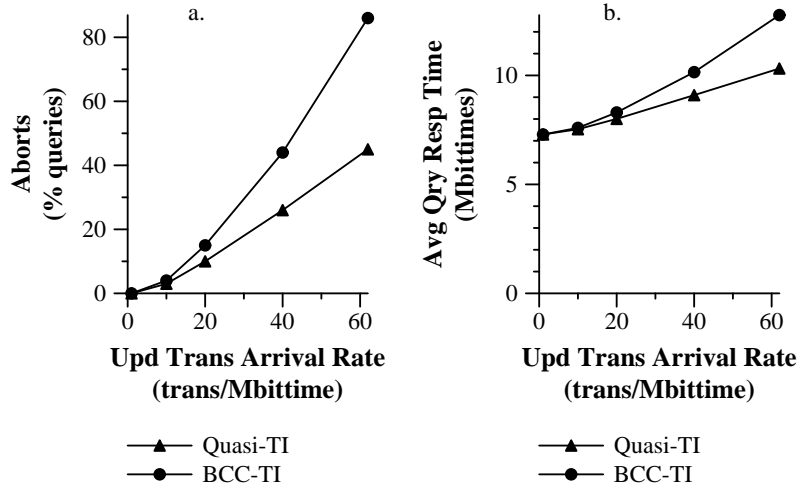 a.
80
60
40
20
0
Aborts
(% queries)
0 20 40 60
Upd Trans Arrival Rate
(trans/Mbittime)
Quasi-TI
BCC-TI
b.
10
5
0
Avg Qry Resp Time
(Mbittimes)
0 20 40 60
Upd Trans Arrival Rate
(trans/Mbittime)
Quasi-TI
BCC-TI